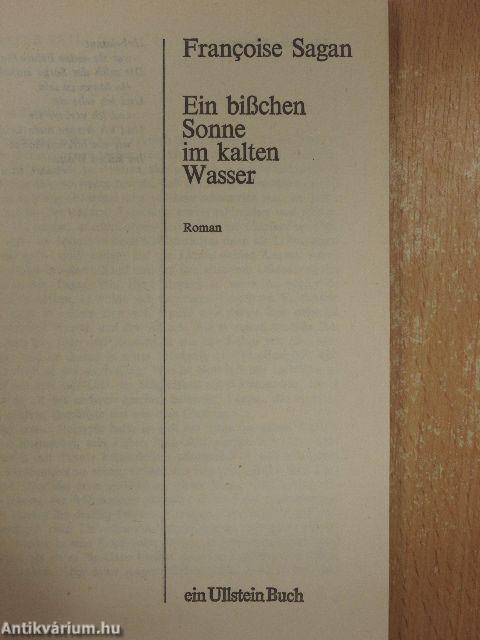 Françoise Sagan
Ein bißchen
Sonne
im kalten
Wasser
Roman
ein Ullstein Buch
Antikvárium.hu